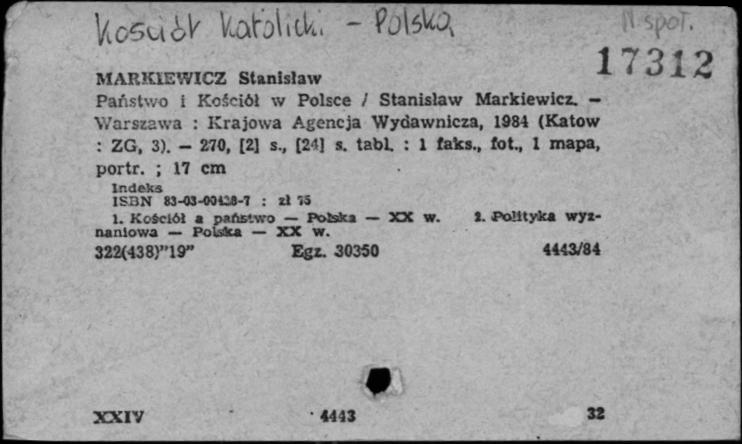 Kościół Katolicki - Polska
N. społ.
17312
MARKIEWICZ Stanisław
Państwo i Kościół w Polsce / Stanisław Markiewicz. —
Warszawa : Krajowa Agencja Wydawnicza, 1984 (Katow
: ZG, 3). — 270, [2] s., [24] s. tabl. : 1 faks., fot., 1 mapa,
portr. ; 17 cm
Indeks
ISBN 83-03-00428-7 : zł 75
1. Kościół a państwo — Polska — XX w. 2. Polityka wyz-
naniowa — Polska — XX w.
322(438)"19" Egz. 30350 4443/84
XXIV 4443 32